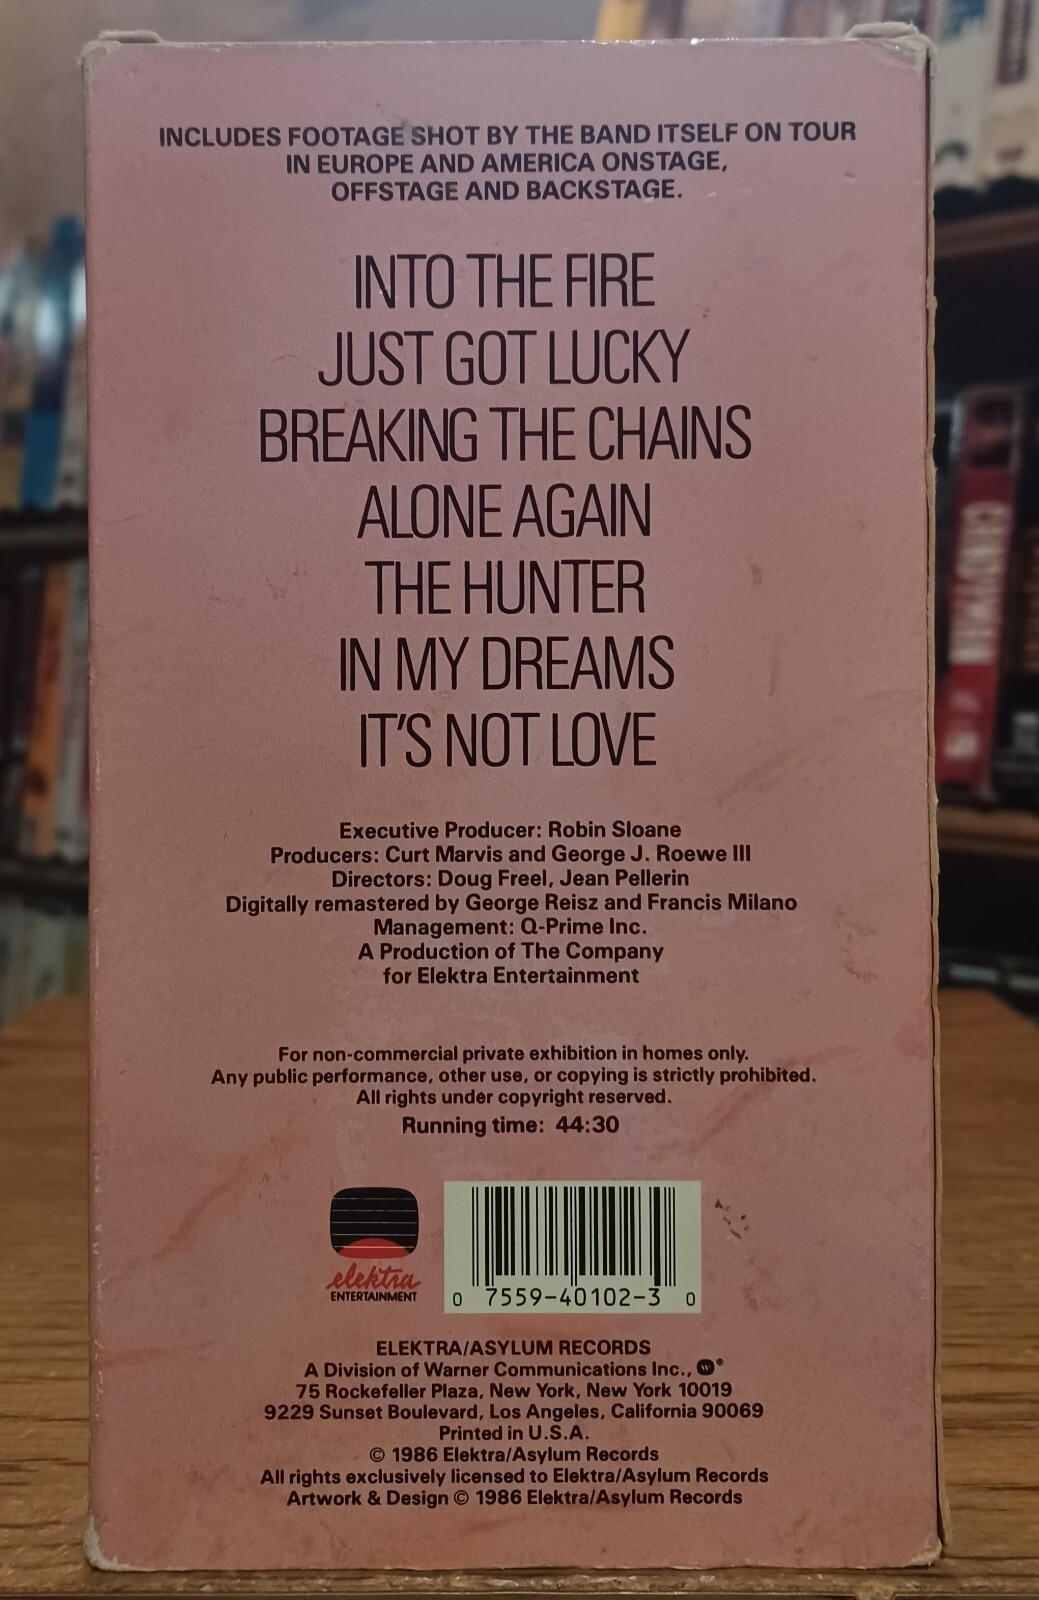 INCLUDES FOOTAGE SHOT BY THE BAND ITSELF ON TOUR
IN EUROPE AND AMERICA ONSTAGE,
OFFSTAGE AND BACKSTAGE.
INTO THE FIRE
JUST GOT LUCKY
BREAKING THE CHAINS
ALONE AGAIN
THE HUNTER
IN MY DREAMS
IT'S NOT LOVE
Executive Producer: Robin Sloane
Producers: Curt Marvis and George J. Roewe III
Directors: Doug Freel, Jean Pellerin
Digitally remastered by George Reisz and Francis Milano
Management: Q-Prime Inc.
A Production of The Company
for Elektra Entertainment
For non-commercial private exhibition in homes only.
Any public performance, other use, or copying is strictly prohibited.
All rights under copyright reserved.
Running time: 44:30
elektra
ENTERTAINMENT
0 7559-40102-3 0
ELEKTRA/ASYLUM RECORDS
A Division of Warner Communications Inc., ®
75 Rockefeller Plaza, New York, New York 10019
9229 Sunset Boulevard, Los Angeles, California 90069
Printed in U.S.A.
© 1986 Elektra/Asylum Records
All rights exclusively licensed to Elektra/Asylum Records
Artwork & Design © 1986 Elektra/Asylum Records